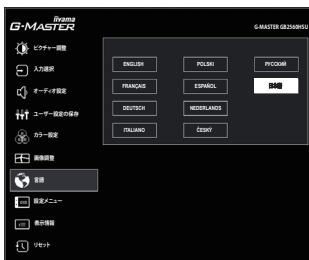 iiyama
G-MASTER
G-MASTER GB2560HSU
ピクチャー調整
入力選択
オーディオ設定
ユーザー設定の保存
カラー設定
画像調整
言語
設定メニュー
表示情報
リセット
ENGLISH
POLSKI
РУССКИЙ
FRANÇAIS
ESPAÑOL
日本語
DEUTSCH
NEDERLANDS
ITALIANO
ČESKÝ